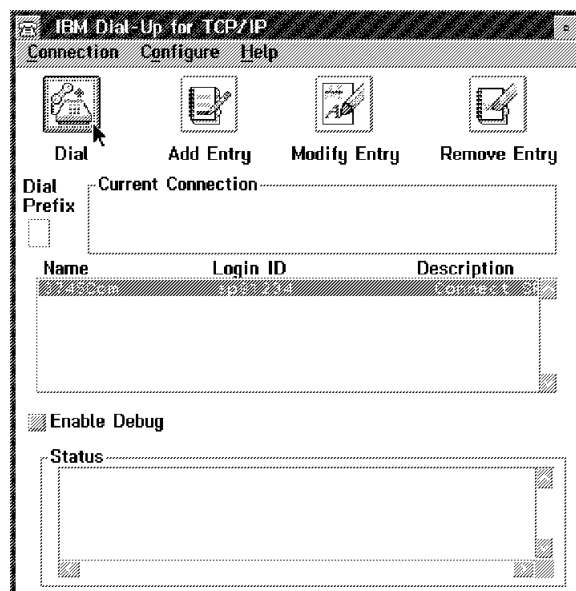 IBM Dial-Up for TCP/IP
Connection Configure Help
Dial Add Entry Modify Entry Remove Entry
Dial Prefix
Current Connection
Name Login ID Description
Connect
Enable Debug
Status